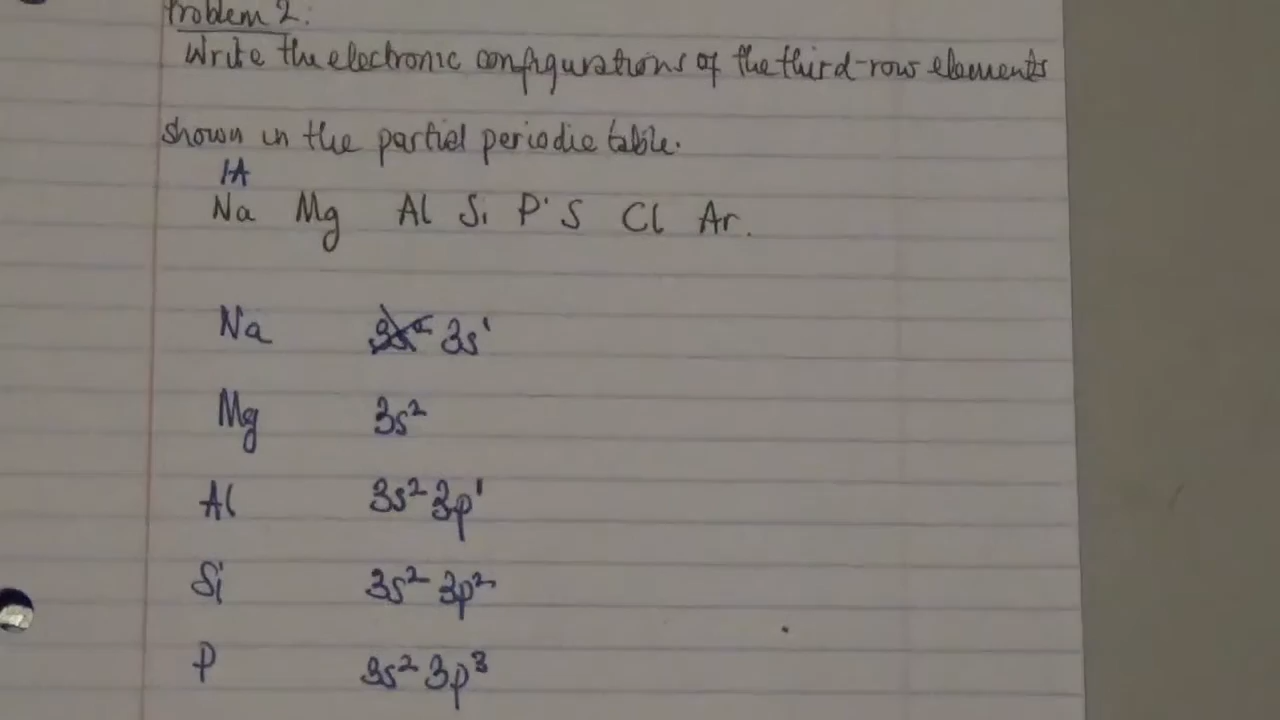 Problem 2.
Write the electronic configurations of the third-row elements
shown in the partial periodic table.
1A
Na Mg Al Si P S Cl Ar.
Na 3s¹
Mg 3s²
Al 3s² 3p¹
Si 3s² 3p²
P 3s² 3p³